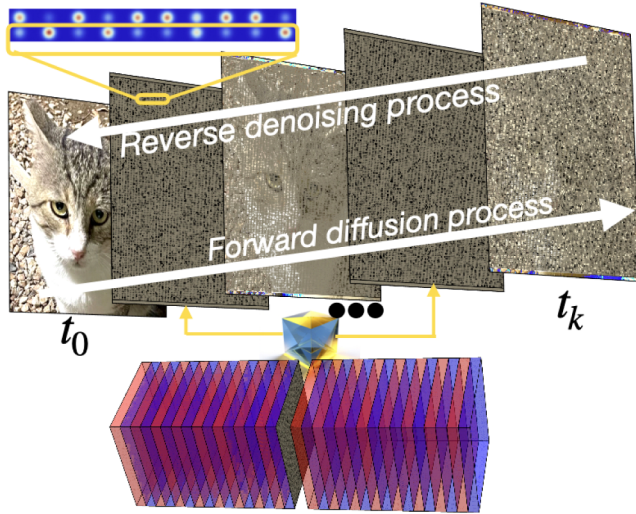 Reverse denoising process
Forward diffusion process
t0
tk